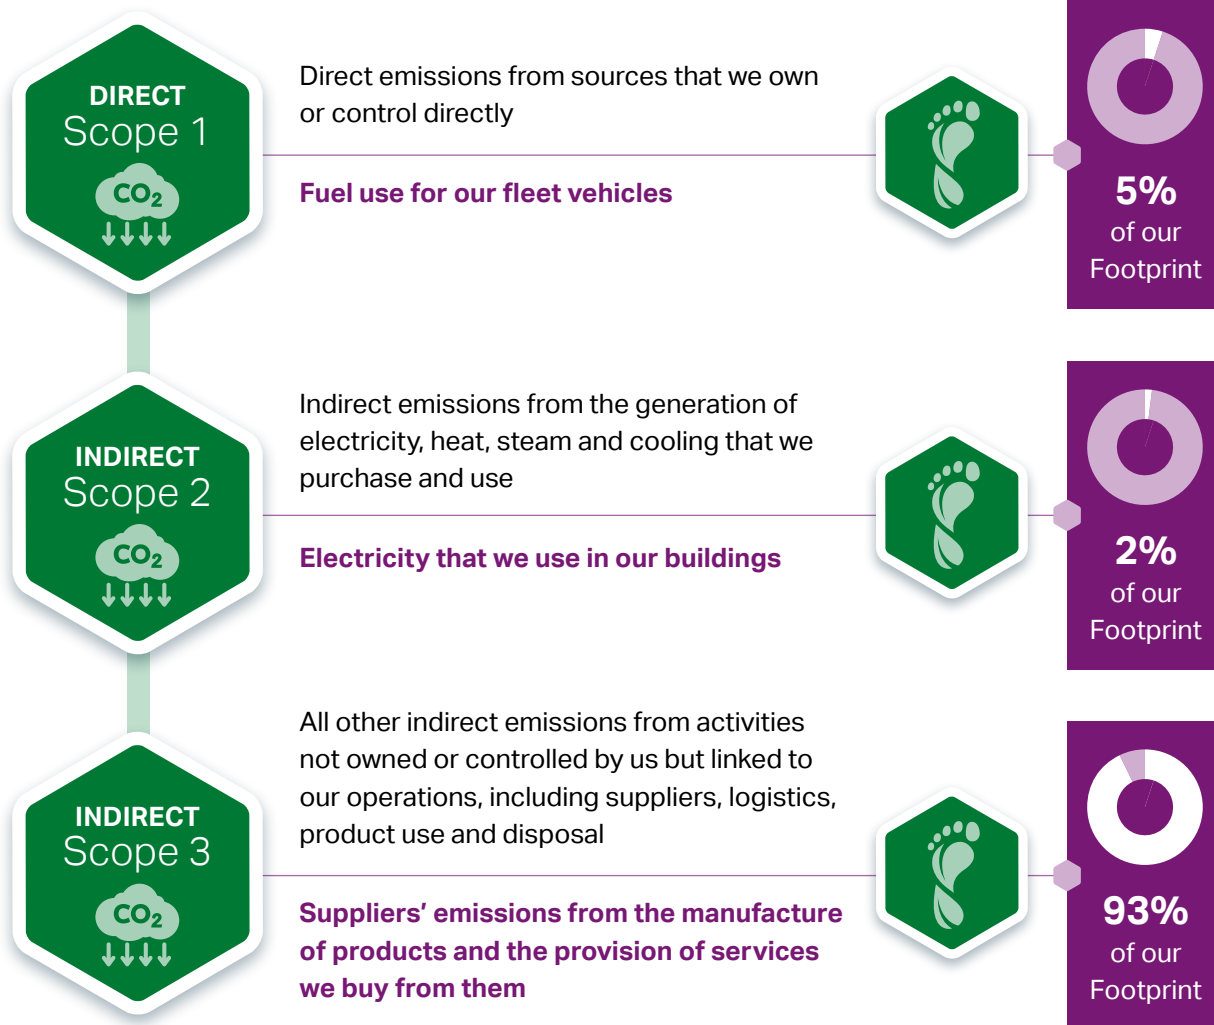 DIRECT
Scope 1
CO₂
Direct emissions from sources that we own
or control directly
Fuel use for our fleet vehicles
5%
of our
Footprint
INDIRECT
Scope 2
CO₂
Indirect emissions from the generation of
electricity, heat, steam and cooling that we
purchase and use
Electricity that we use in our buildings
2%
of our
Footprint
INDIRECT
Scope 3
CO₂
All other indirect emissions from activities
not owned or controlled by us but linked to
our operations, including suppliers, logistics,
product use and disposal
Suppliers’ emissions from the manufacture
of products and the provision of services
we buy from them
93%
of our
Footprint